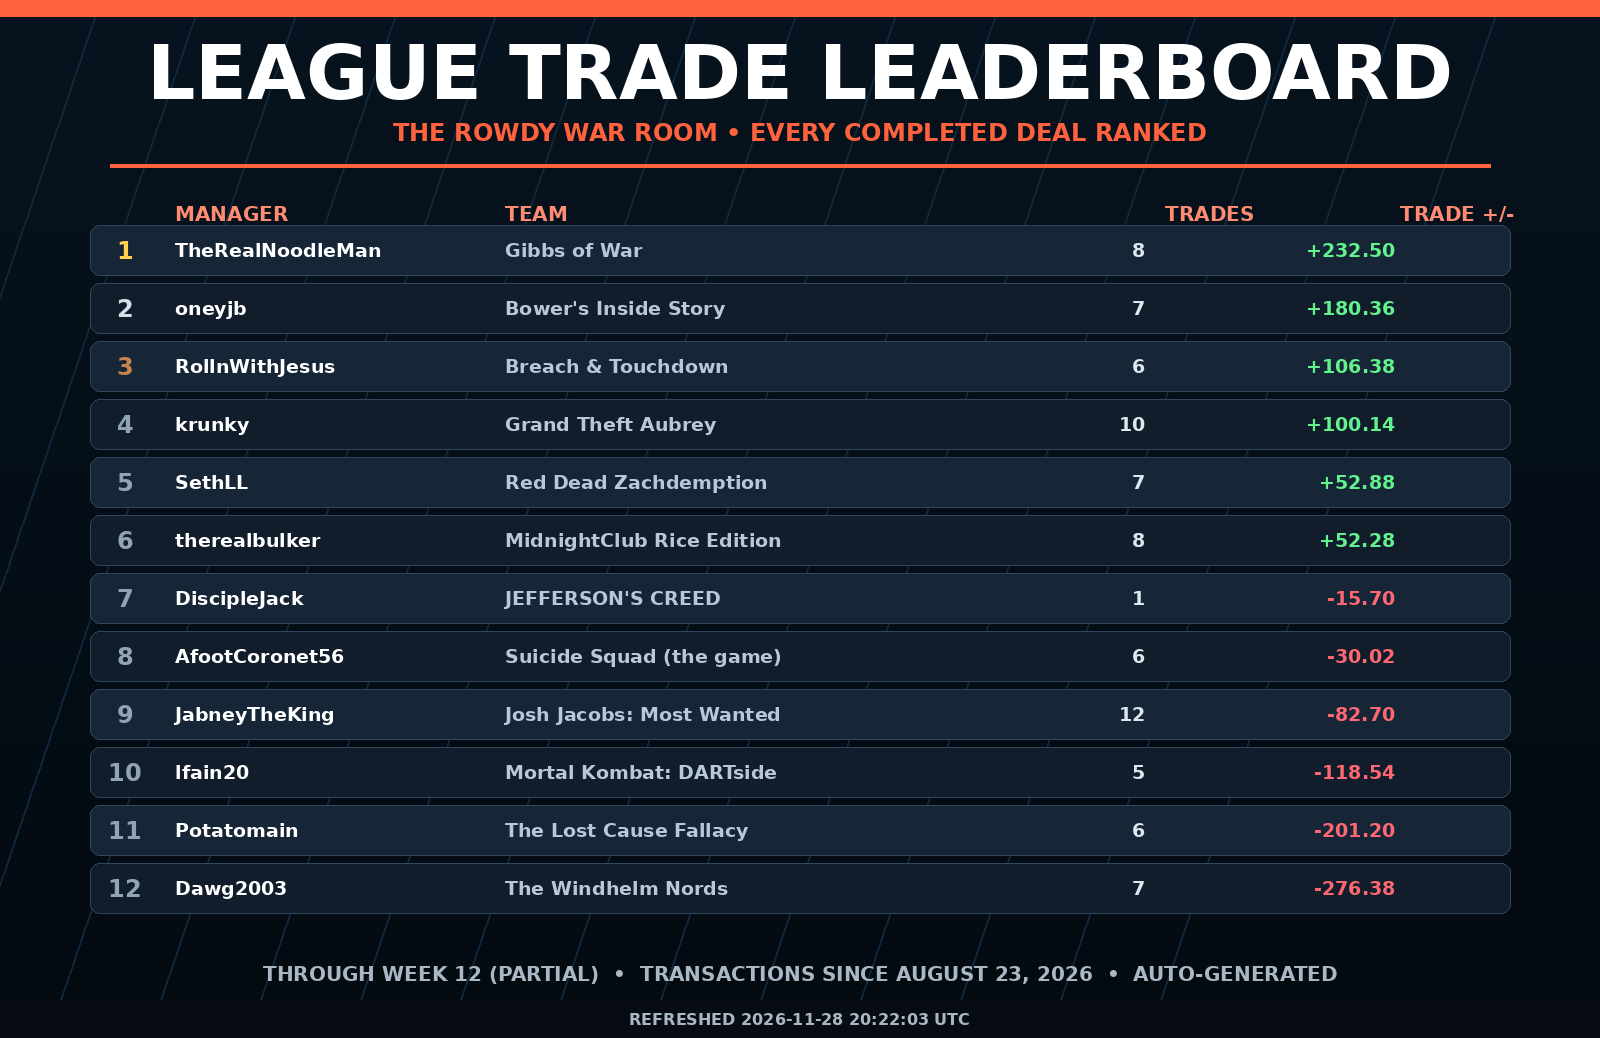 LEAGUE TRADE LEADERBOARD
THE ROWDY WAR ROOM • EVERY COMPLETED DEAL RANKED
MANAGER TEAM TRADES TRADE +/-
1 TheRealNoodleMan Gibbs of War 8 +232.50
2 oneyjb Bower's Inside Story 7 +180.36
3 RollnWithJesus Breach & Touchdown 6 +106.38
4 krunky Grand Theft Aubrey 10 +100.14
5 SethLL Red Dead Zachdemption 7 +52.88
6 therealbulker MidnightClub Rice Edition 8 +52.28
7 DiscipleJack JEFFERSON'S CREED 1 -15.70
8 AfootCoronet56 Suicide Squad (the game) 6 -30.02
9 JabneyTheKing Josh Jacobs: Most Wanted 12 -82.70
10 lfain20 Mortal Kombat: DARTside 5 -118.54
11 Potatomain The Lost Cause Fallacy 6 -201.20
12 Dawg2003 The Windhelm Nords 7 -276.38
THROUGH WEEK 12 (PARTIAL) • TRANSACTIONS SINCE AUGUST 23, 2026 • AUTO-GENERATED
REFRESHED 2026-11-28 20:22:03 UTC